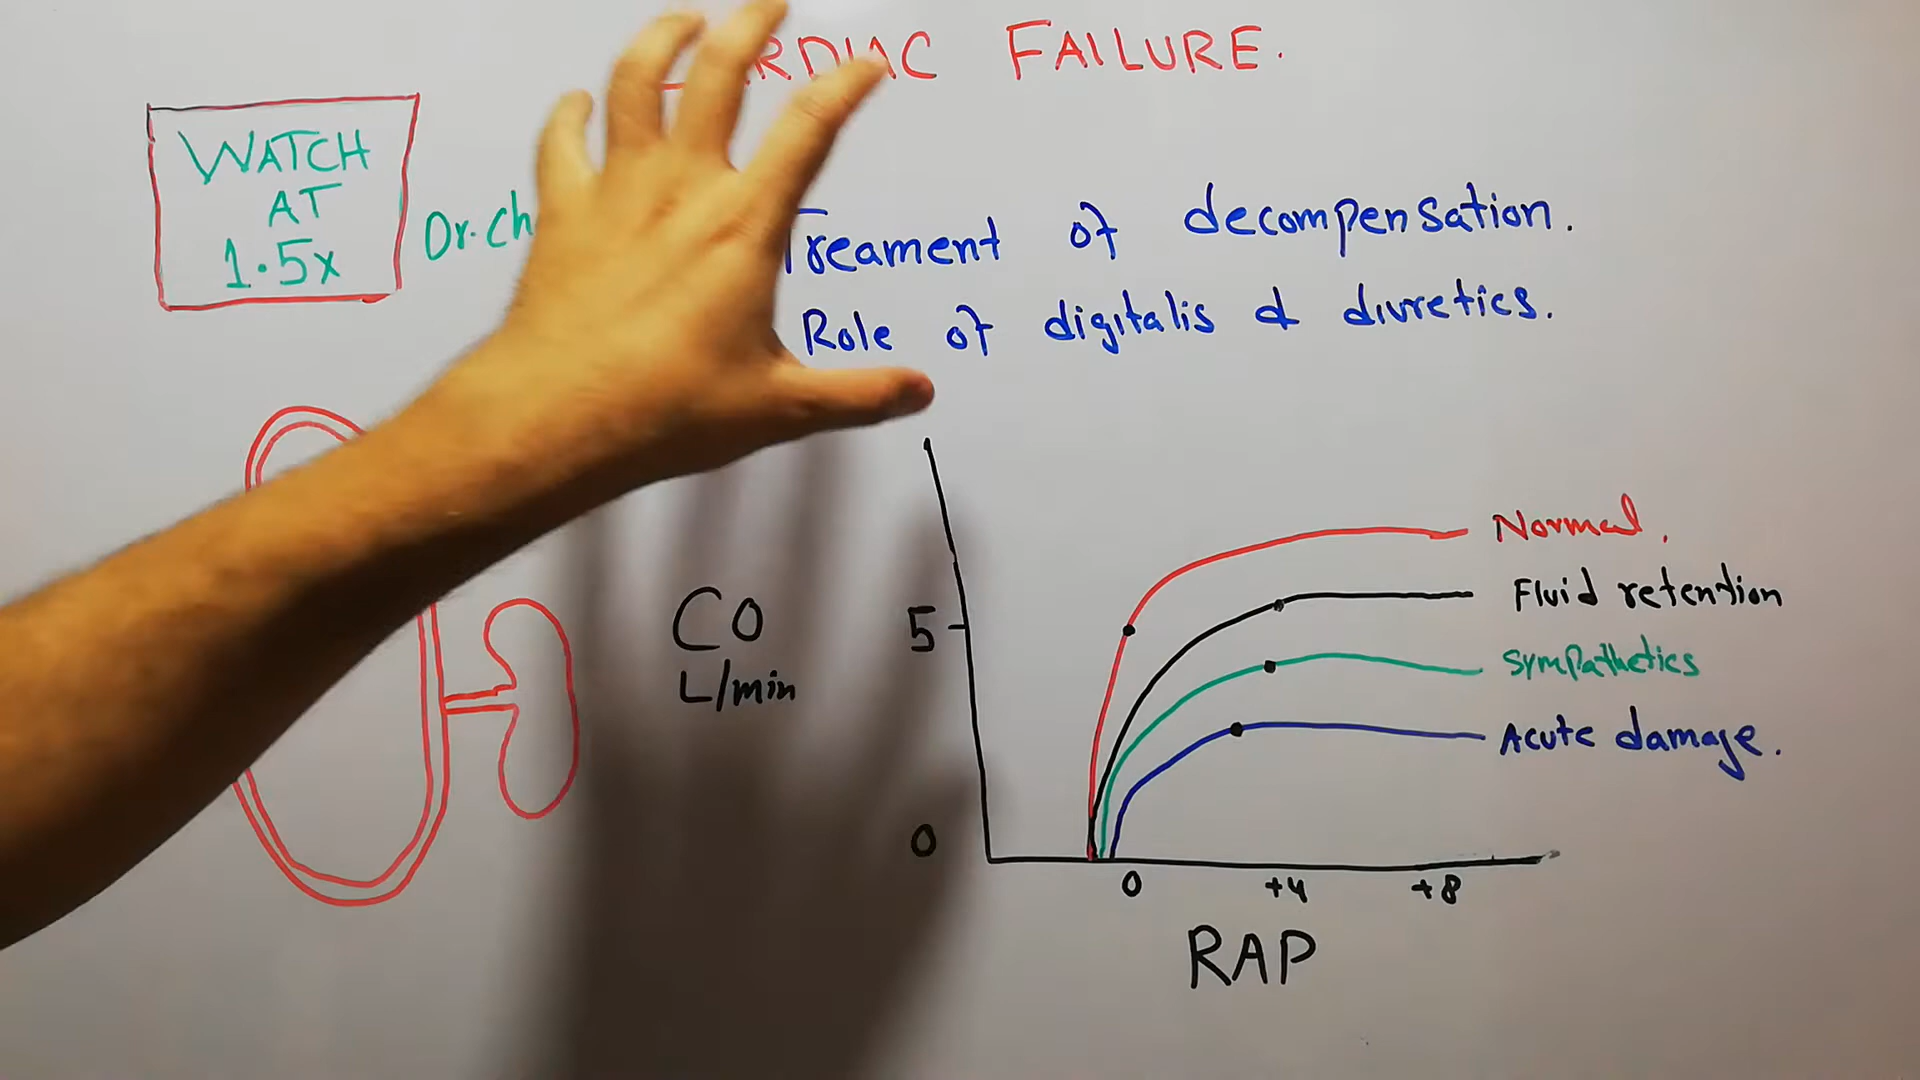 CARDIAC FAILURE.
WATCH
AT
1.5x
Dr.
Treament of decompensation.
Role of digitalis & diuretics.
Normal.
Fluid retention
Sympathetics
Acute damage.
CO
L/min
5
0
0 +4 +8
RAP